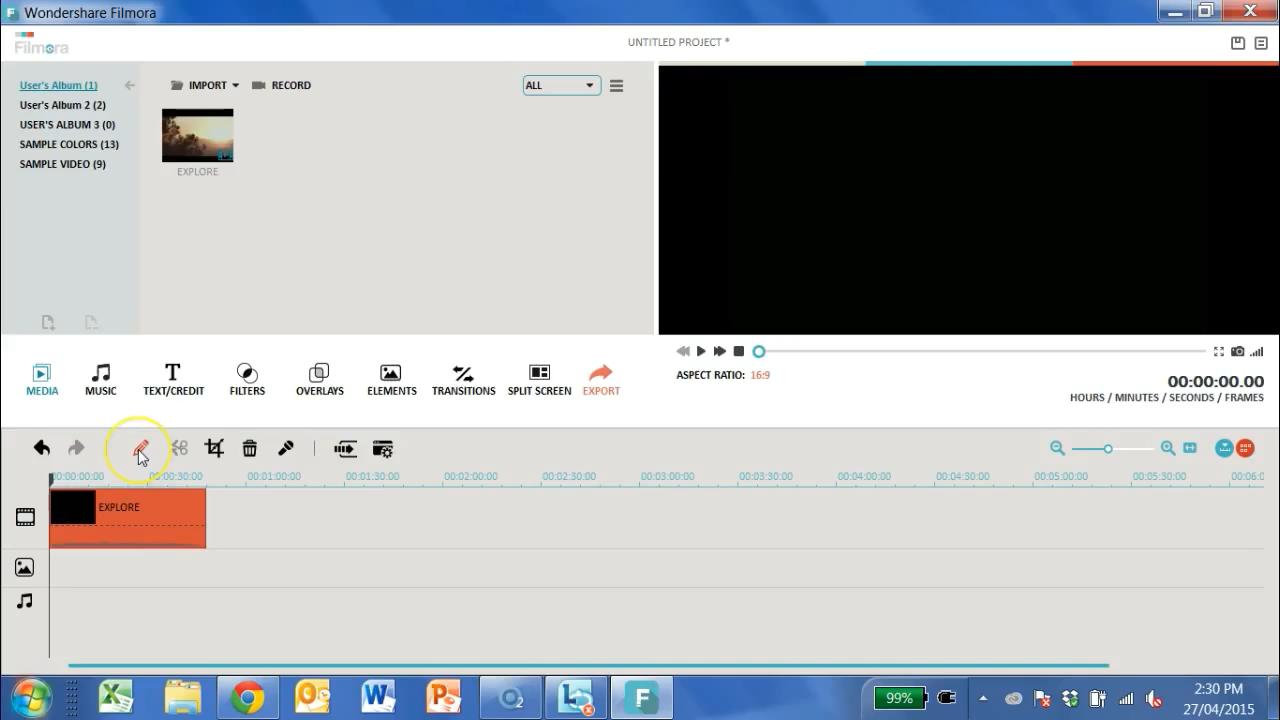 Wondershare Filmora
Filmora
UNTITLED PROJECT *
User's Album (1)
User's Album 2 (2)
USER'S ALBUM 3 (0)
SAMPLE COLORS (13)
SAMPLE VIDEO (9)
IMPORT
RECORD
ALL
EXPLORE
MEDIA
MUSIC
TEXT/CREDIT
FILTERS
OVERLAYS
ELEMENTS
TRANSITIONS
SPLIT SCREEN
EXPORT
ASPECT RATIO: 16:9
00:00:00.00
HOURS / MINUTES / SECONDS / FRAMES
00:00:00:00 00:00:30:00 00:01:00:00 00:01:30:00 00:02:00:00 00:02:30:00 00:03:00:00 00:03:30:00 00:04:00:00 00:04:30:00 00:05:00:00 00:05:30:00 00:06:0
EXPLORE
99%
2:30 PM
27/04/2015